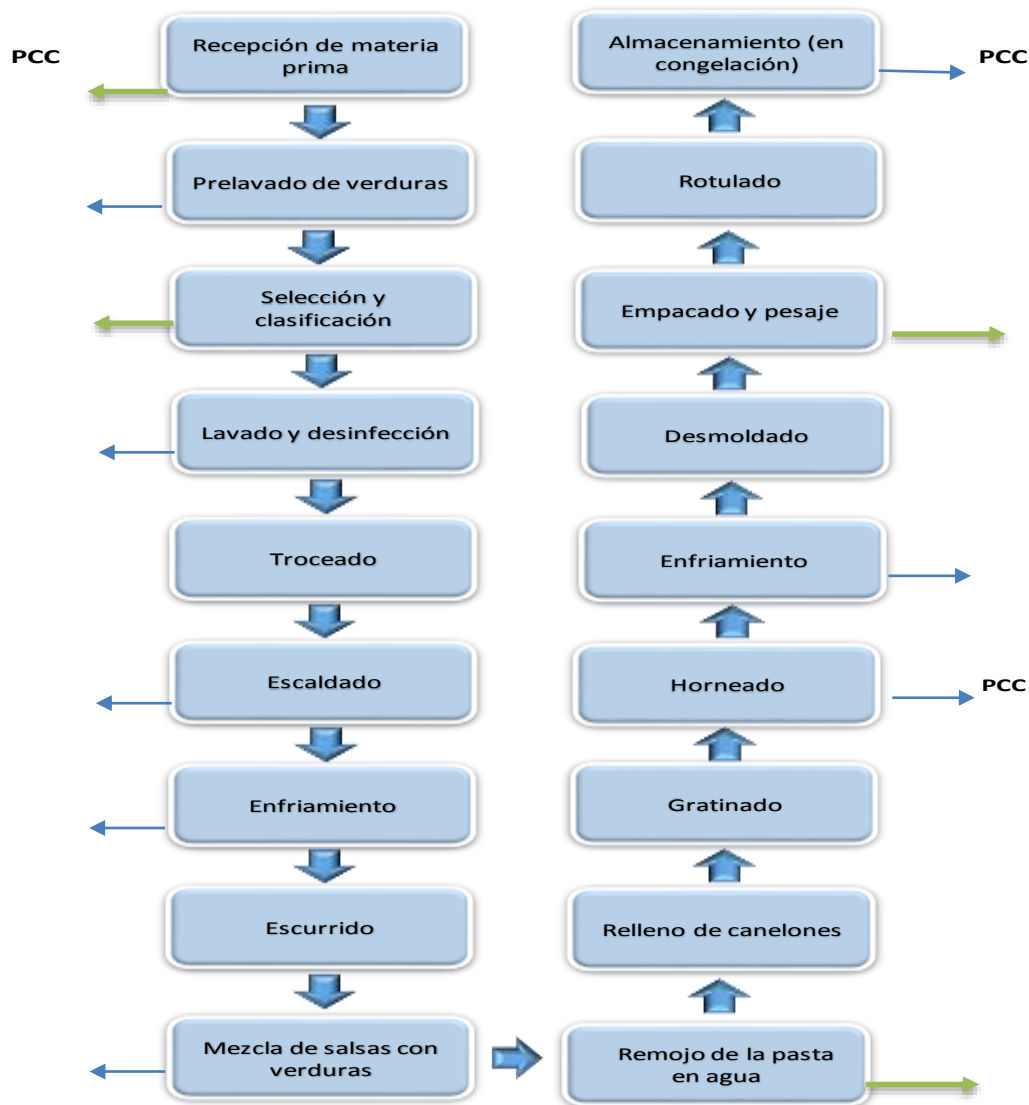 PCC
Recepción de materia
prima
Prelavado de verduras
Selección y
clasificación
Lavado y desinfección
Troceado
Escaldado
Enfriamiento
Escurrido
Mezcla de salsas con
verduras
Remojo de la pasta
en agua
Relleno de canelones
Gratinado
Horneado
PCC
Enfriamiento
Desmoldado
Empacado y pesaje
Rotulado
Almacenamiento (en
congelación)
PCC